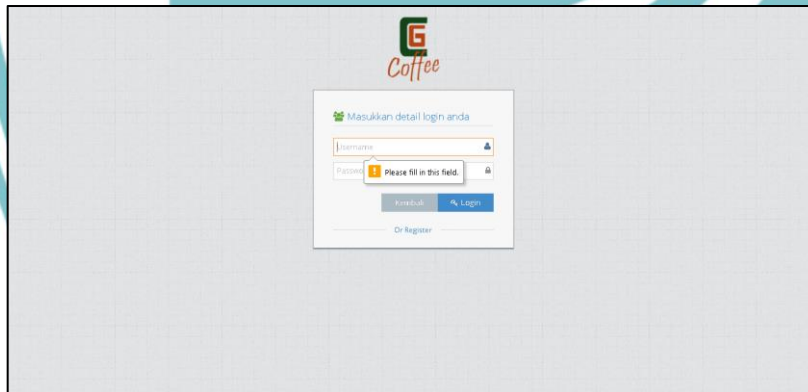 CG
Coffee
Masukkan detail login anda
Username
Please fill in this field.
Kembali
Login
Or Register